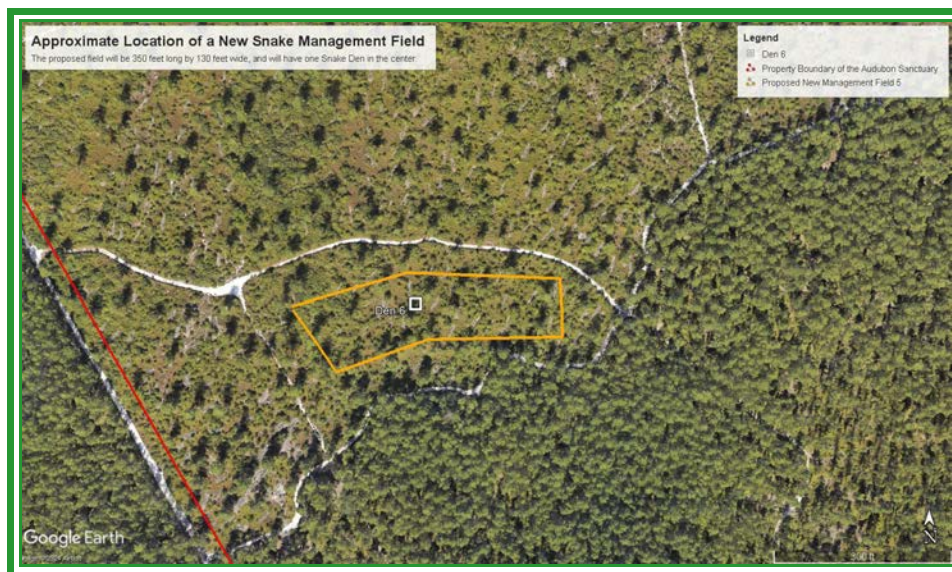 Approximate Location of a New Snake Management Field
The proposed field will be 350 feet long by 130 feet wide, and will have one Snake Den in the center.
Legend
Den 6
Property Boundary of the Audubon Sanctuary
Proposed New Management Field 5
Den 6
Google Earth
N
300 ft